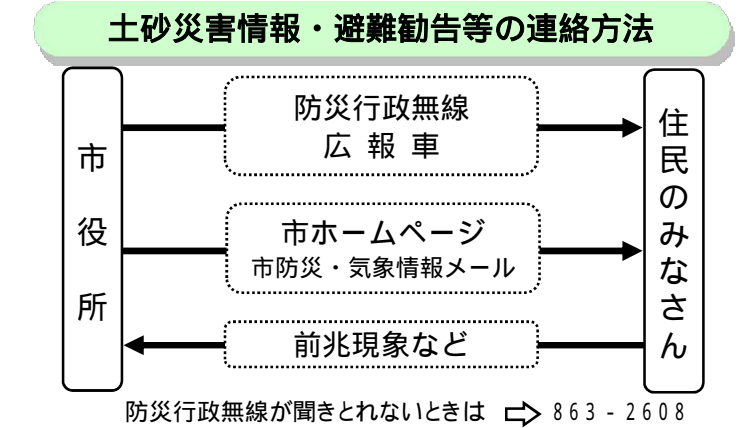 土砂災害情報・避難勧告等の連絡方法
市役所
防災行政無線
広報車
市ホームページ
市防災・気象情報メール
前兆現象など
住民のみなさん
防災行政無線が聞きとれないときは ⇨ 863-2608